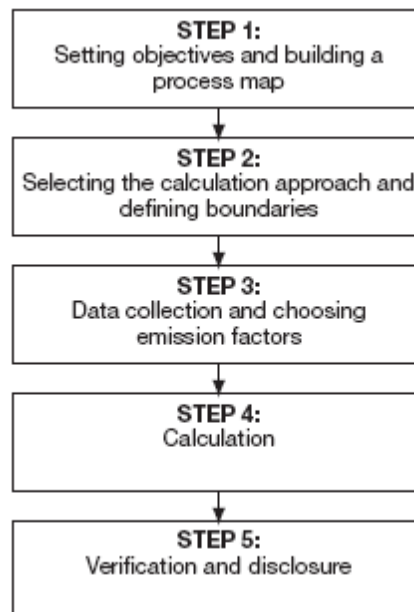 STEP 1:
Setting objectives and building a
process map
STEP 2:
Selecting the calculation approach and
defining boundaries
STEP 3:
Data collection and choosing
emission factors
STEP 4:
Calculation
STEP 5:
Verification and disclosure